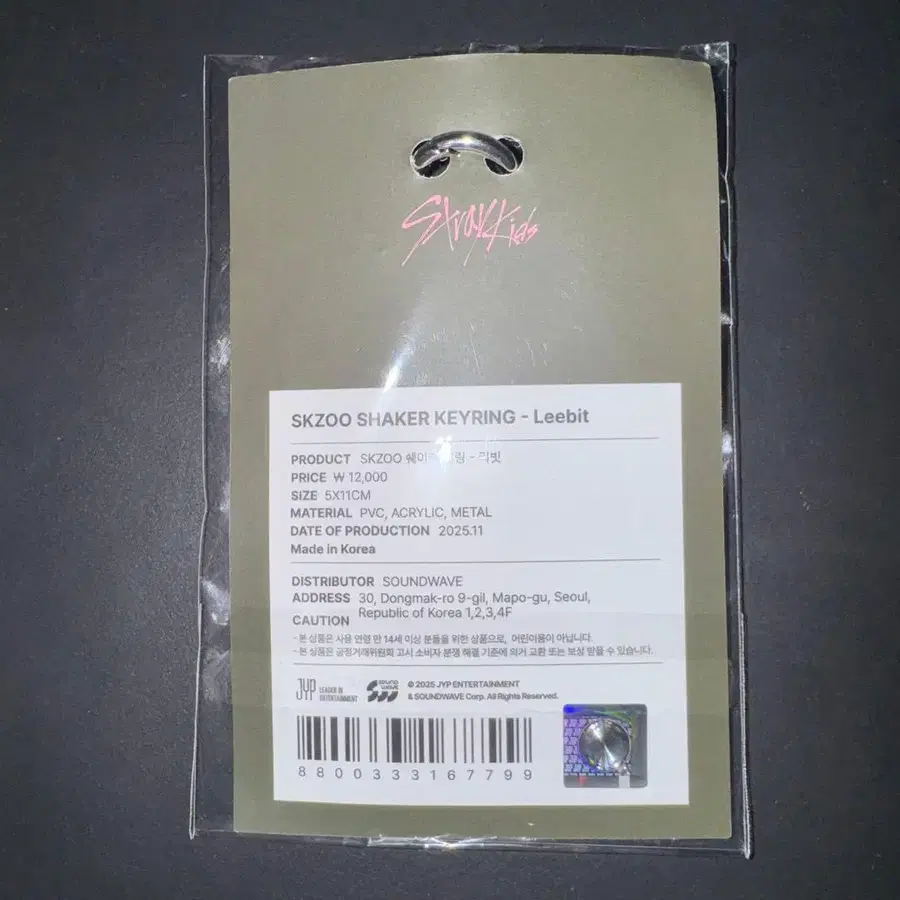 StrayKids
SKZOO SHAKER KEYRING - Leebit
PRODUCT SKZOO 쉐이 링 - 리빗
PRICE ₩ 12,000
SIZE 5X11CM
MATERIAL PVC, ACRYLIC, METAL
DATE OF PRODUCTION 2025.11
Made in Korea
DISTRIBUTOR SOUNDWAVE
ADDRESS 30, Dongmak-ro 9-gil, Mapo-gu, Seoul,
Republic of Korea 1,2,3,4F
CAUTION
- 본 상품은 사용 연령 만 14세 이상 분들을 위한 상품으로, 어린이용이 아닙니다.
- 본 상품은 공정거래위원회 고시 소비자 분쟁 해결 기준에 의거 교환 또는 보상 받을 수 있습니다.
JYP LEADER IN
ENTERTAINMENT
SOUND
WAVE
© 2025 JYP ENTERTAINMENT
& SOUNDWAVE Corp. All Rights Reserved.
8800333167799